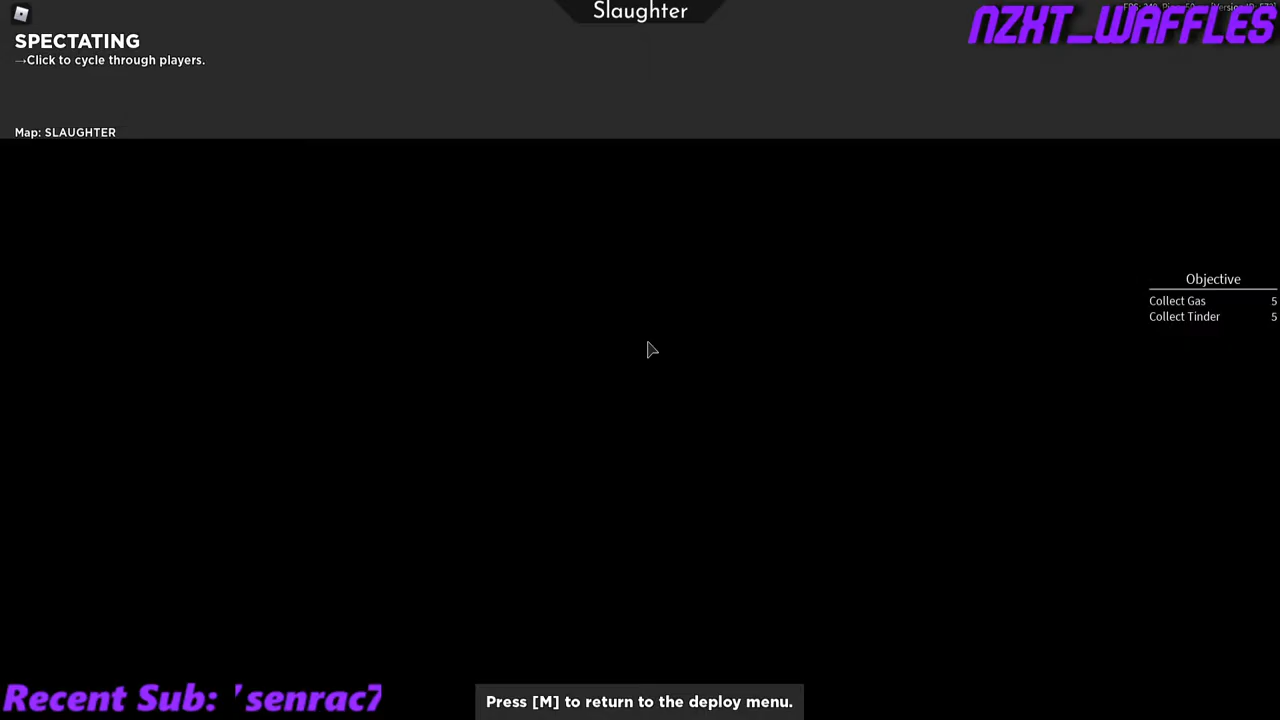 Slaughter
NZXT_WAFFLES
SPECTATING
→Click to cycle through players.
Map: SLAUGHTER
Objective
Collect Gas 5
Collect Tinder 5
Recent Sub: 'senrac7
Press [M] to return to the deploy menu.